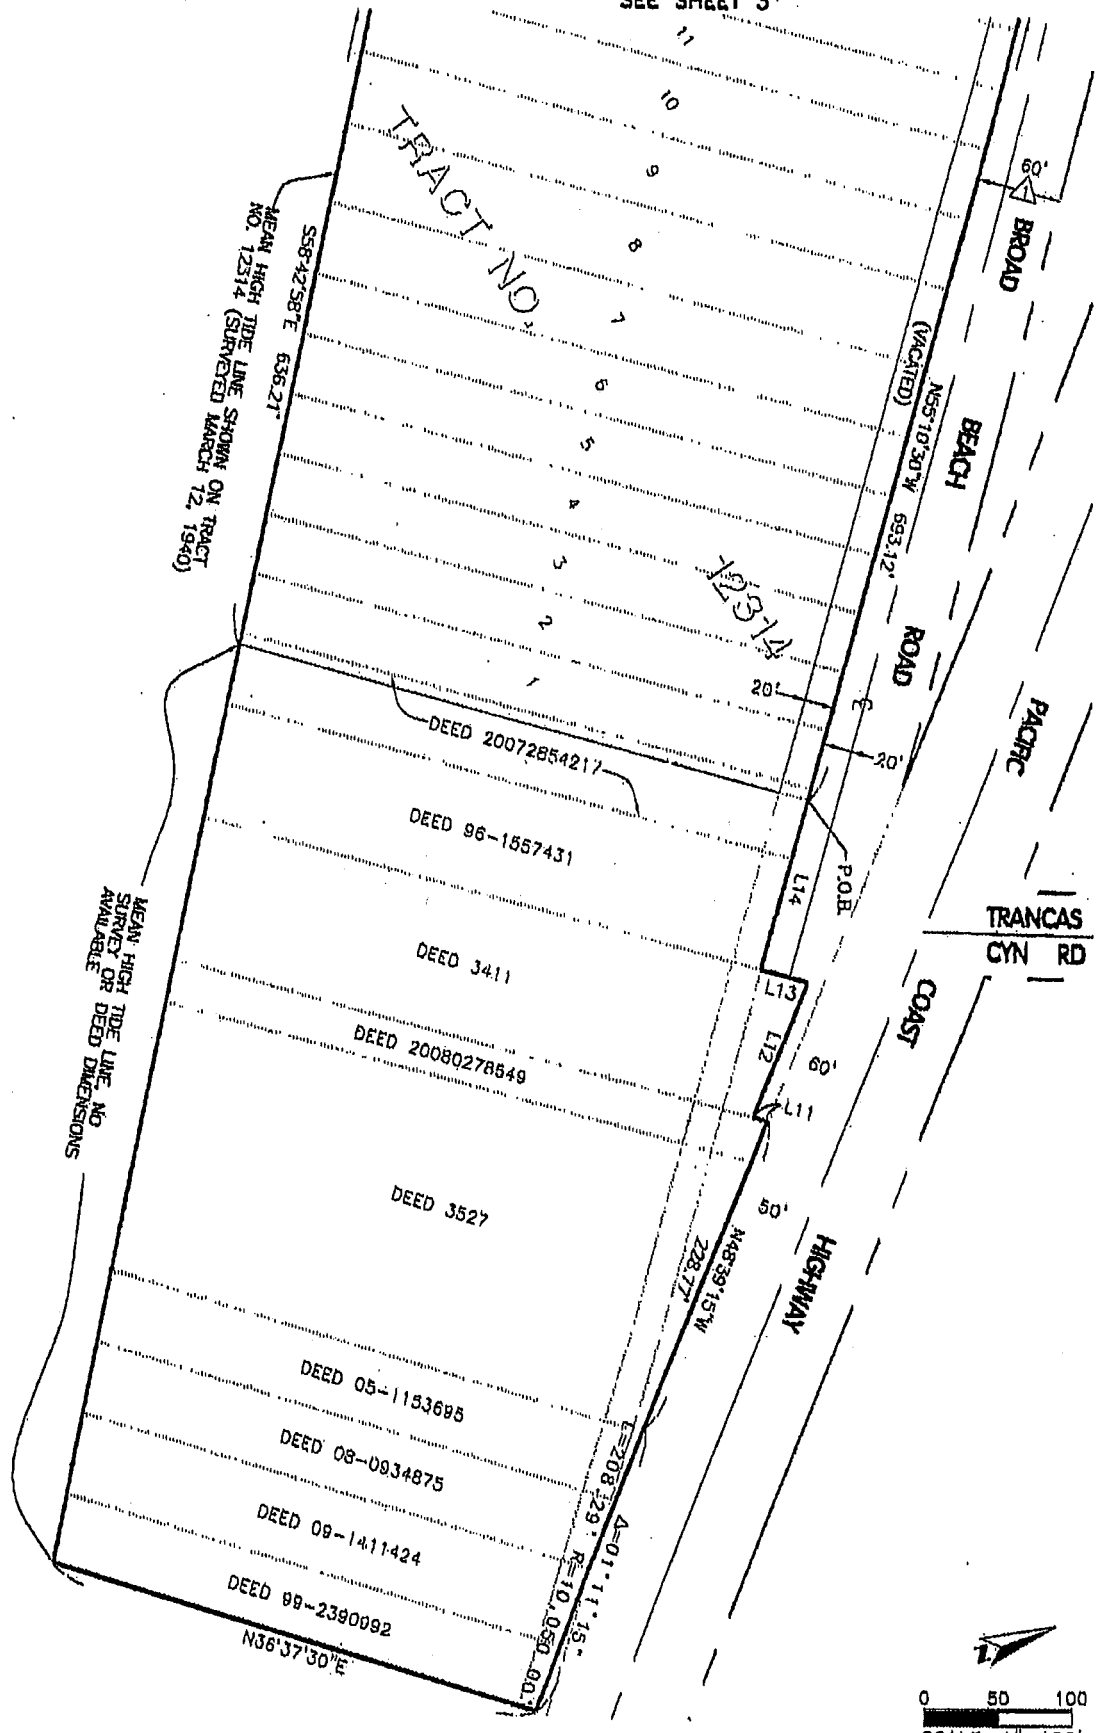 SEE SHEET 3
11
10
9
8
7
6
5
4
3
2
1
TRACT NO.
12314
60'
1
BROAD
BEACH
ROAD
(VACATED)
N55°10'30"W 693.12'
S58°42'58"E 636.21'
MEAN HIGH TIDE LINE SHOWN ON TRACT
NO. 12314 (SURVEYED MARCH 12, 1940)
20'
20'
PACIFIC
COAST
HIGHWAY
TRANCAS
CYN RD
P.O.B.
DEED 20072854217
DEED 96-1557431
L14
L13
L12
L11
60'
50'
DEED 3411
DEED 20080278549
DEED 3527
MEAN HIGH TIDE LINE, NO
SURVEY OR DEED DIMENSIONS
AVAILABLE
N48°39'15"W
228.77'
DEED 05-1153695
DEED 08-0934875
DEED 09-1411424
DEED 99-2390992
Δ=01°11'15"
L=208.29' R=10,050.00'
N36°37'30"E
0 50 100